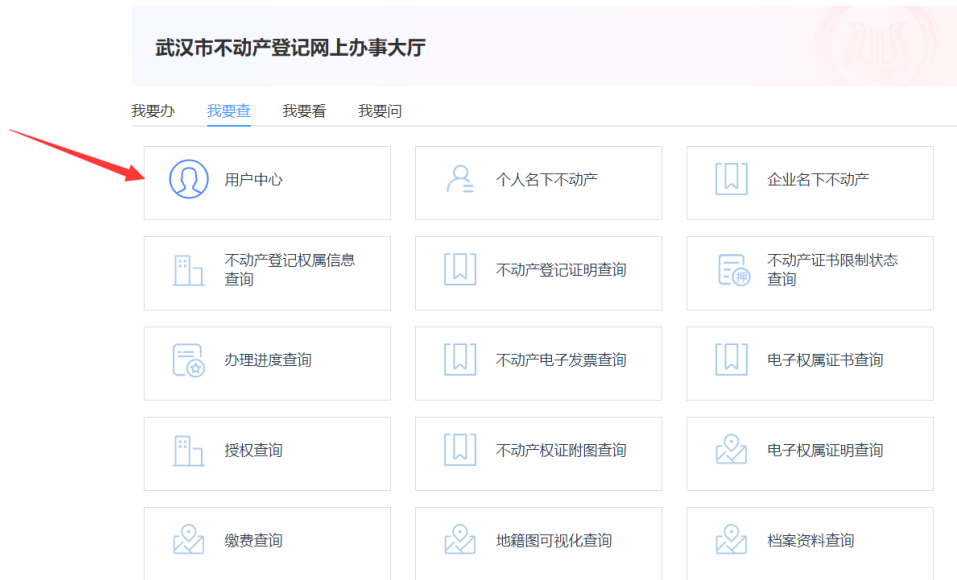 武汉市不动产登记网上办事大厅
我要办 我要查 我要看 我要问
用户中心 个人名下不动产 企业名下不动产
不动产登记权属信息
查询
不动产登记证明查询
不动产证书限制状态
查询
押
办理进度查询 不动产电子发票查询 电子权属证书查询
授权查询 不动产权证附图查询 电子权属证明查询
缴费查询 地籍图可视化查询 档案资料查询